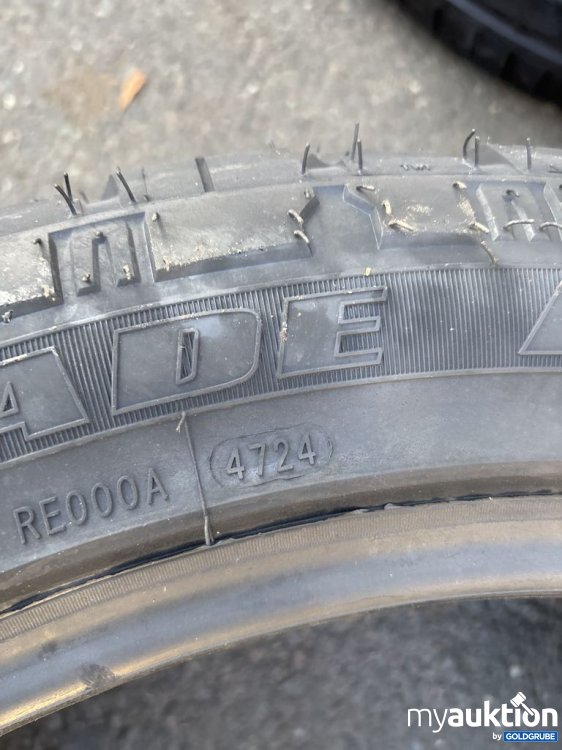 ADE
RE000A 4724
myauktion
by GOLDGRUBE